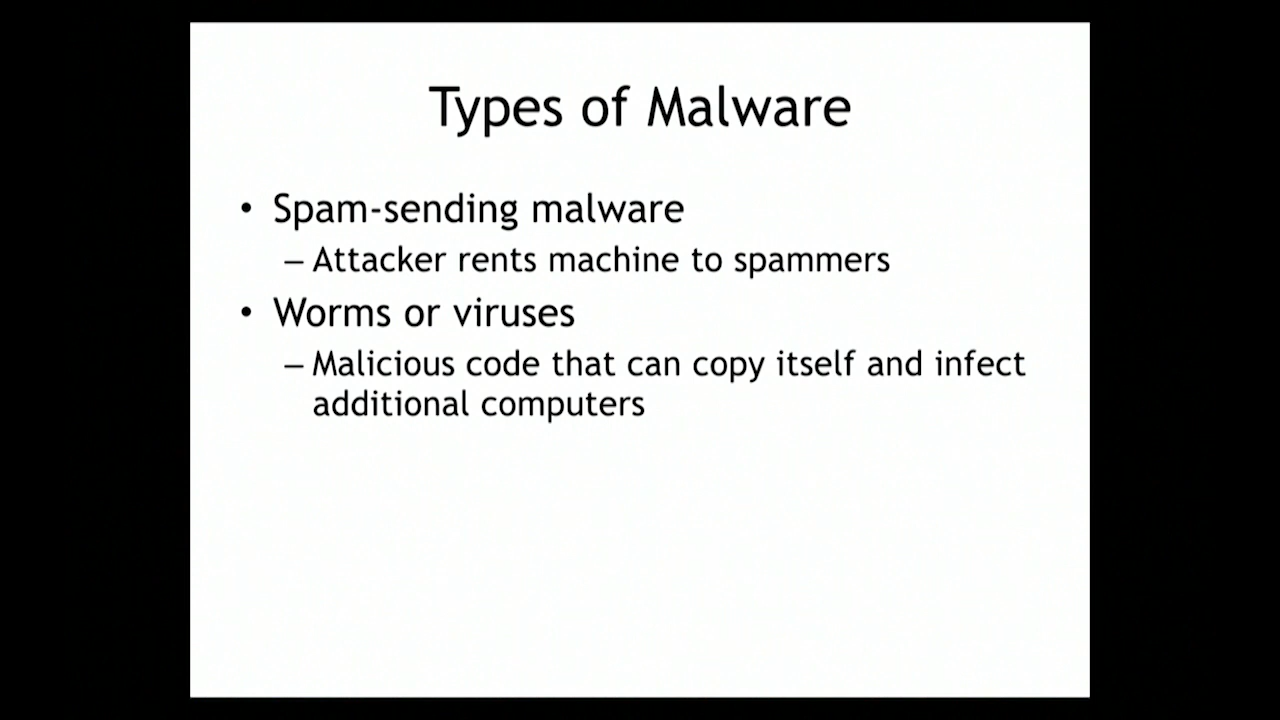 Types of Malware
• Spam-sending malware
– Attacker rents machine to spammers
• Worms or viruses
– Malicious code that can copy itself and infect
additional computers